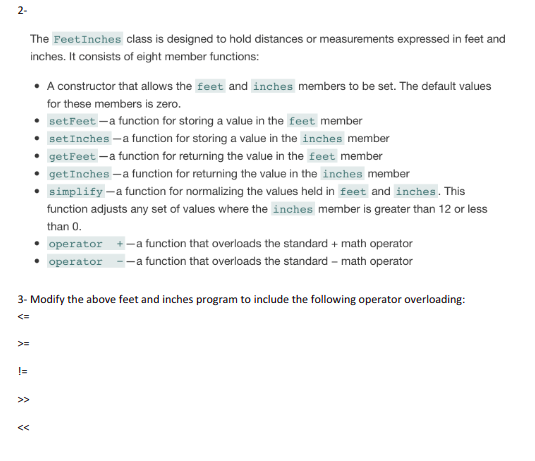 2-
The FeetInches class is designed to hold distances or measurements expressed in feet and
inches. It consists of eight member functions:
• A constructor that allows the feet and inches members to be set. The default values
for these members is zero.
• setFeet —a function for storing a value in the feet member
• setInches —a function for storing a value in the inches member
• getFeet —a function for returning the value in the feet member
• getInches —a function for returning the value in the inches member
• simplify —a function for normalizing the values held in feet and inches. This
function adjusts any set of values where the inches member is greater than 12 or less
than 0.
• operator +—a function that overloads the standard + math operator
• operator -—a function that overloads the standard – math operator
3- Modify the above feet and inches program to include the following operator overloading:
<=
>=
!=
>>
<<